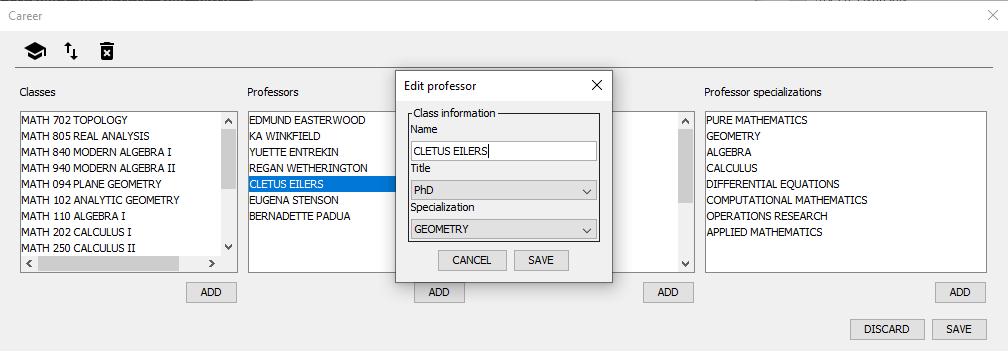 Career
Classes
Professors
Professor specializations
MATH 702 TOPOLOGY
MATH 805 REAL ANALYSIS
MATH 840 MODERN ALGEBRA I
MATH 940 MODERN ALGEBRA II
MATH 094 PLANE GEOMETRY
MATH 102 ANALYTIC GEOMETRY
MATH 110 ALGEBRA I
MATH 202 CALCULUS I
MATH 250 CALCULUS II
ADD
EDMUND EASTERWOOD
KA WINKFIELD
YUETTE ENTREKIN
REGAN WETHERINGTON
CLETUS EILERS
EUGENA STENSON
BERNADETTE PADUA
ADD
Edit professor
Class information
Name
CLETUS EILERS
Title
PhD
Specialization
GEOMETRY
CANCEL
SAVE
ADD
PURE MATHEMATICS
GEOMETRY
ALGEBRA
CALCULUS
DIFFERENTIAL EQUATIONS
COMPUTATIONAL MATHEMATICS
OPERATIONS RESEARCH
APPLIED MATHEMATICS
ADD
DISCARD
SAVE